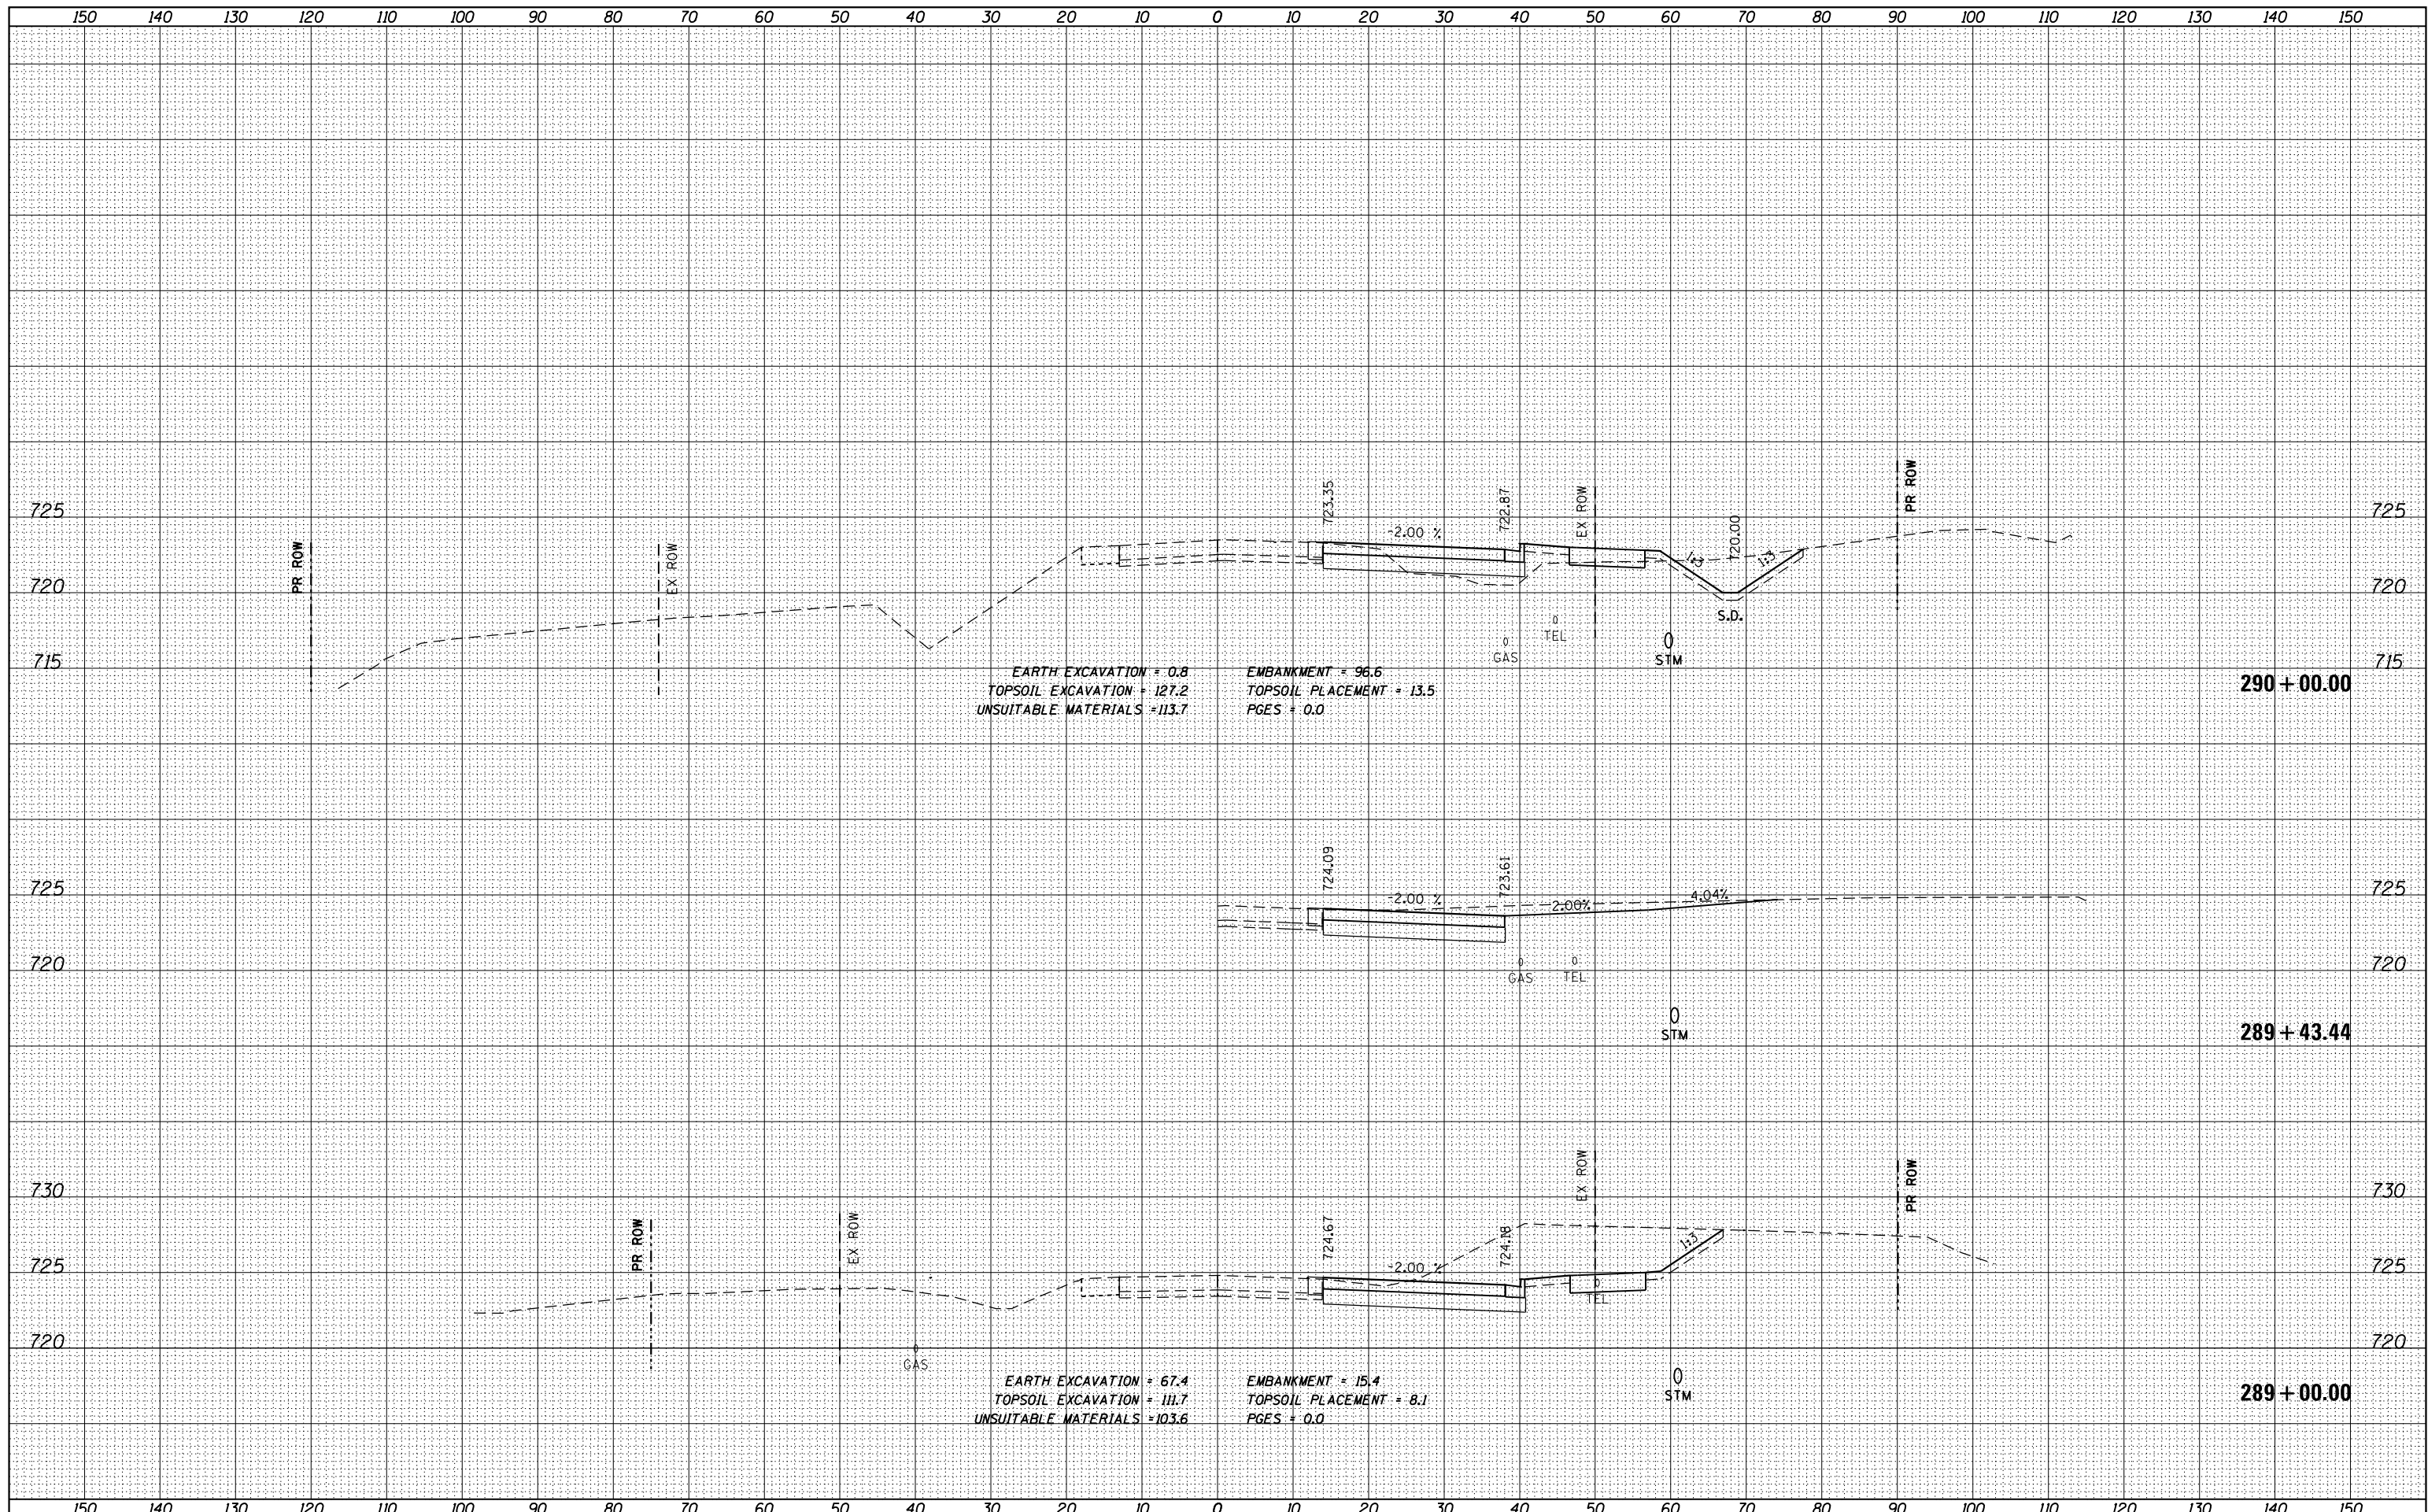 150 140 130 120 110 100 90 80 70 60 50 40 30 20 10 0 10 20 30 40 50 60 70 80 90 100 110 120 130 140 150
PR ROW
EX ROW
723.35
-2.00 %
722.87
EX ROW
1:3
720.00
1:3
PR ROW
725 725
720 720
715 715
S.D.
GAS
TEL
STM
EARTH EXCAVATION = 0.8 EMBANKMENT = 96.6
TOPSOIL EXCAVATION = 127.2 TOPSOIL PLACEMENT = 13.5
UNSUITABLE MATERIALS =113.7 PGES = 0.0
290+00.00
724.09
-2.00 %
723.61
2.00%
4.04%
725 725
720 720
GAS
TEL
STM
289+43.44
PR ROW
EX ROW
724.67
-2.00 %
724.18
EX ROW
1:3
PR ROW
730 730
725 725
720 720
TEL
GAS
STM
EARTH EXCAVATION = 67.4 EMBANKMENT = 15.4
TOPSOIL EXCAVATION = 111.7 TOPSOIL PLACEMENT = 8.1
UNSUITABLE MATERIALS =103.6 PGES = 0.0
289+00.00
150 140 130 120 110 100 90 80 70 60 50 40 30 20 10 0 10 20 30 40 50 60 70 80 90 100 110 120 130 140 150